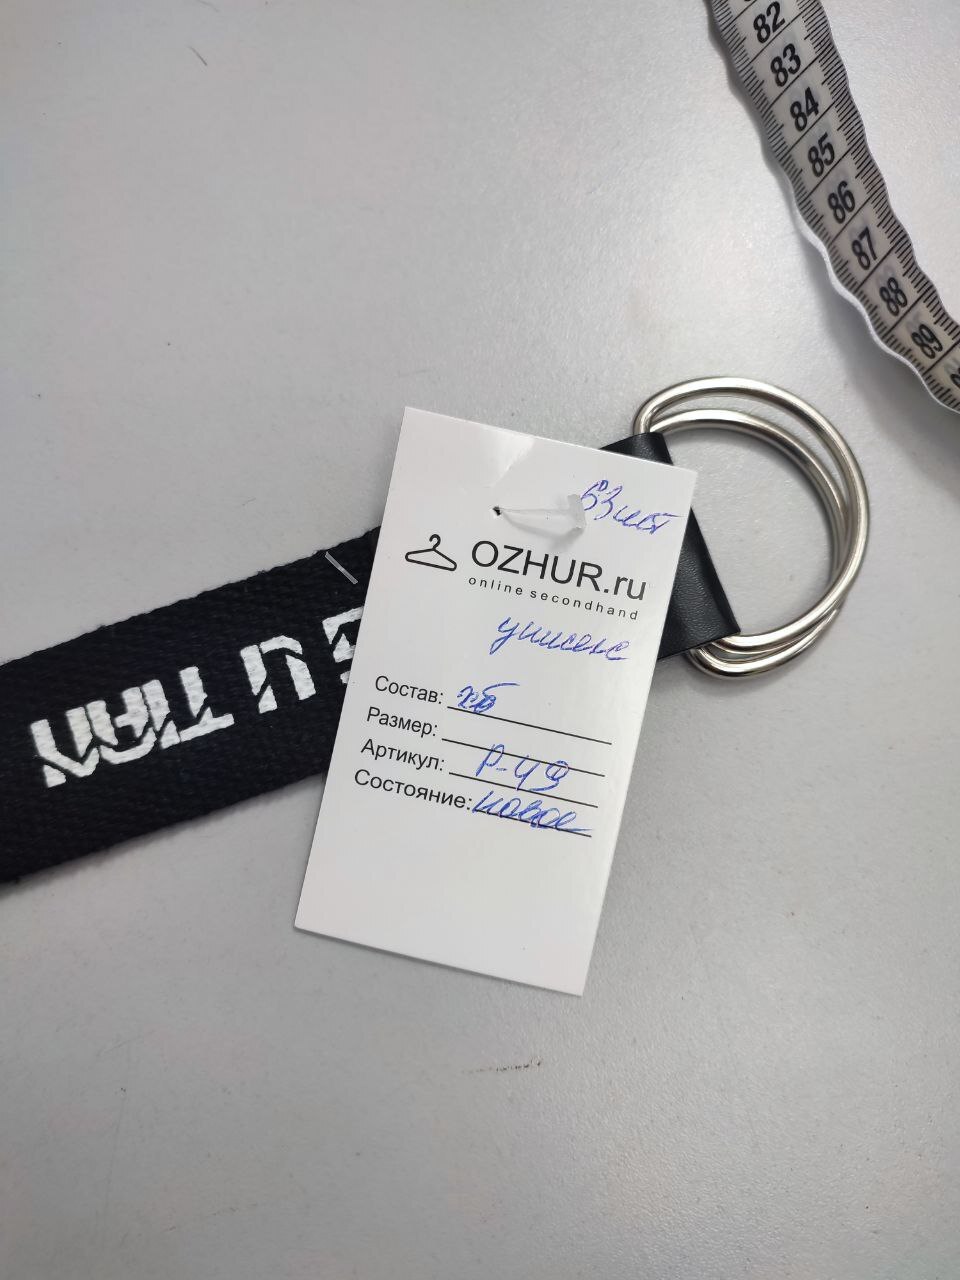 82
83
84
85
86
87
88
89
OZHUR.ru
online secondhand
унисекс
Состав: хб
Размер:
Артикул: Р-49
Состояние: новое